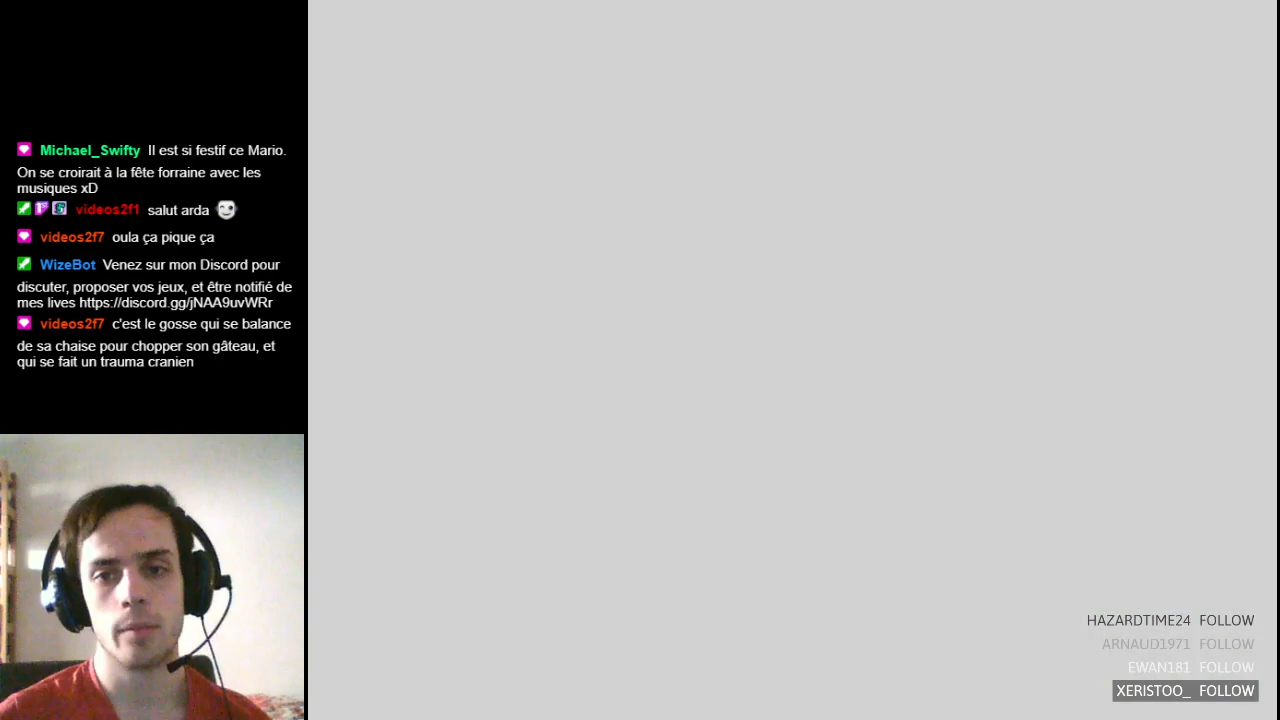 Michael_Swifty Il est si festif ce Mario.
On se croirait à la fête forraine avec les
musiques xD
videos2f1 salut arda
videos2f7 oula ça pique ça
WizeBot Venez sur mon Discord pour
discuter, proposer vos jeux, et être notifié de
mes lives https://discord.gg/jNAA9uvWRr
videos2f7 c'est le gosse qui se balance
de sa chaise pour chopper son gâteau, et
qui se fait un trauma cranien
HAZARDTIME24 FOLLOW
ARNAUD1971 FOLLOW
EWAN181 FOLLOW
XERISTOO_ FOLLOW